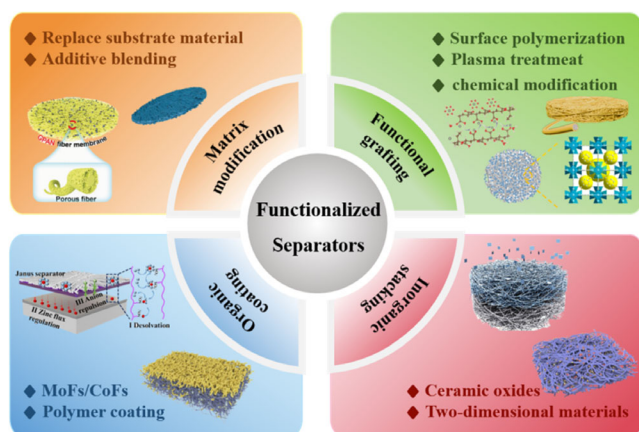 ◆ Replace substrate material
◆ Additive blending
CPAN fiber membrane
Porous fiber
Matrix
modification
◆ Surface polymerization
◆ Plasma treatmeat
◆ chemical modification
Functional
grafting
Functionalized
Separators
Janus separator
III Anion
repulsion
II Zinc flux
regulation
I Desolvation
Organic
coating
◆ MoFs/CoFs
◆ Polymer coating
Inorganic
stacking
◆ Ceramic oxides
◆ Two-dimensional materials